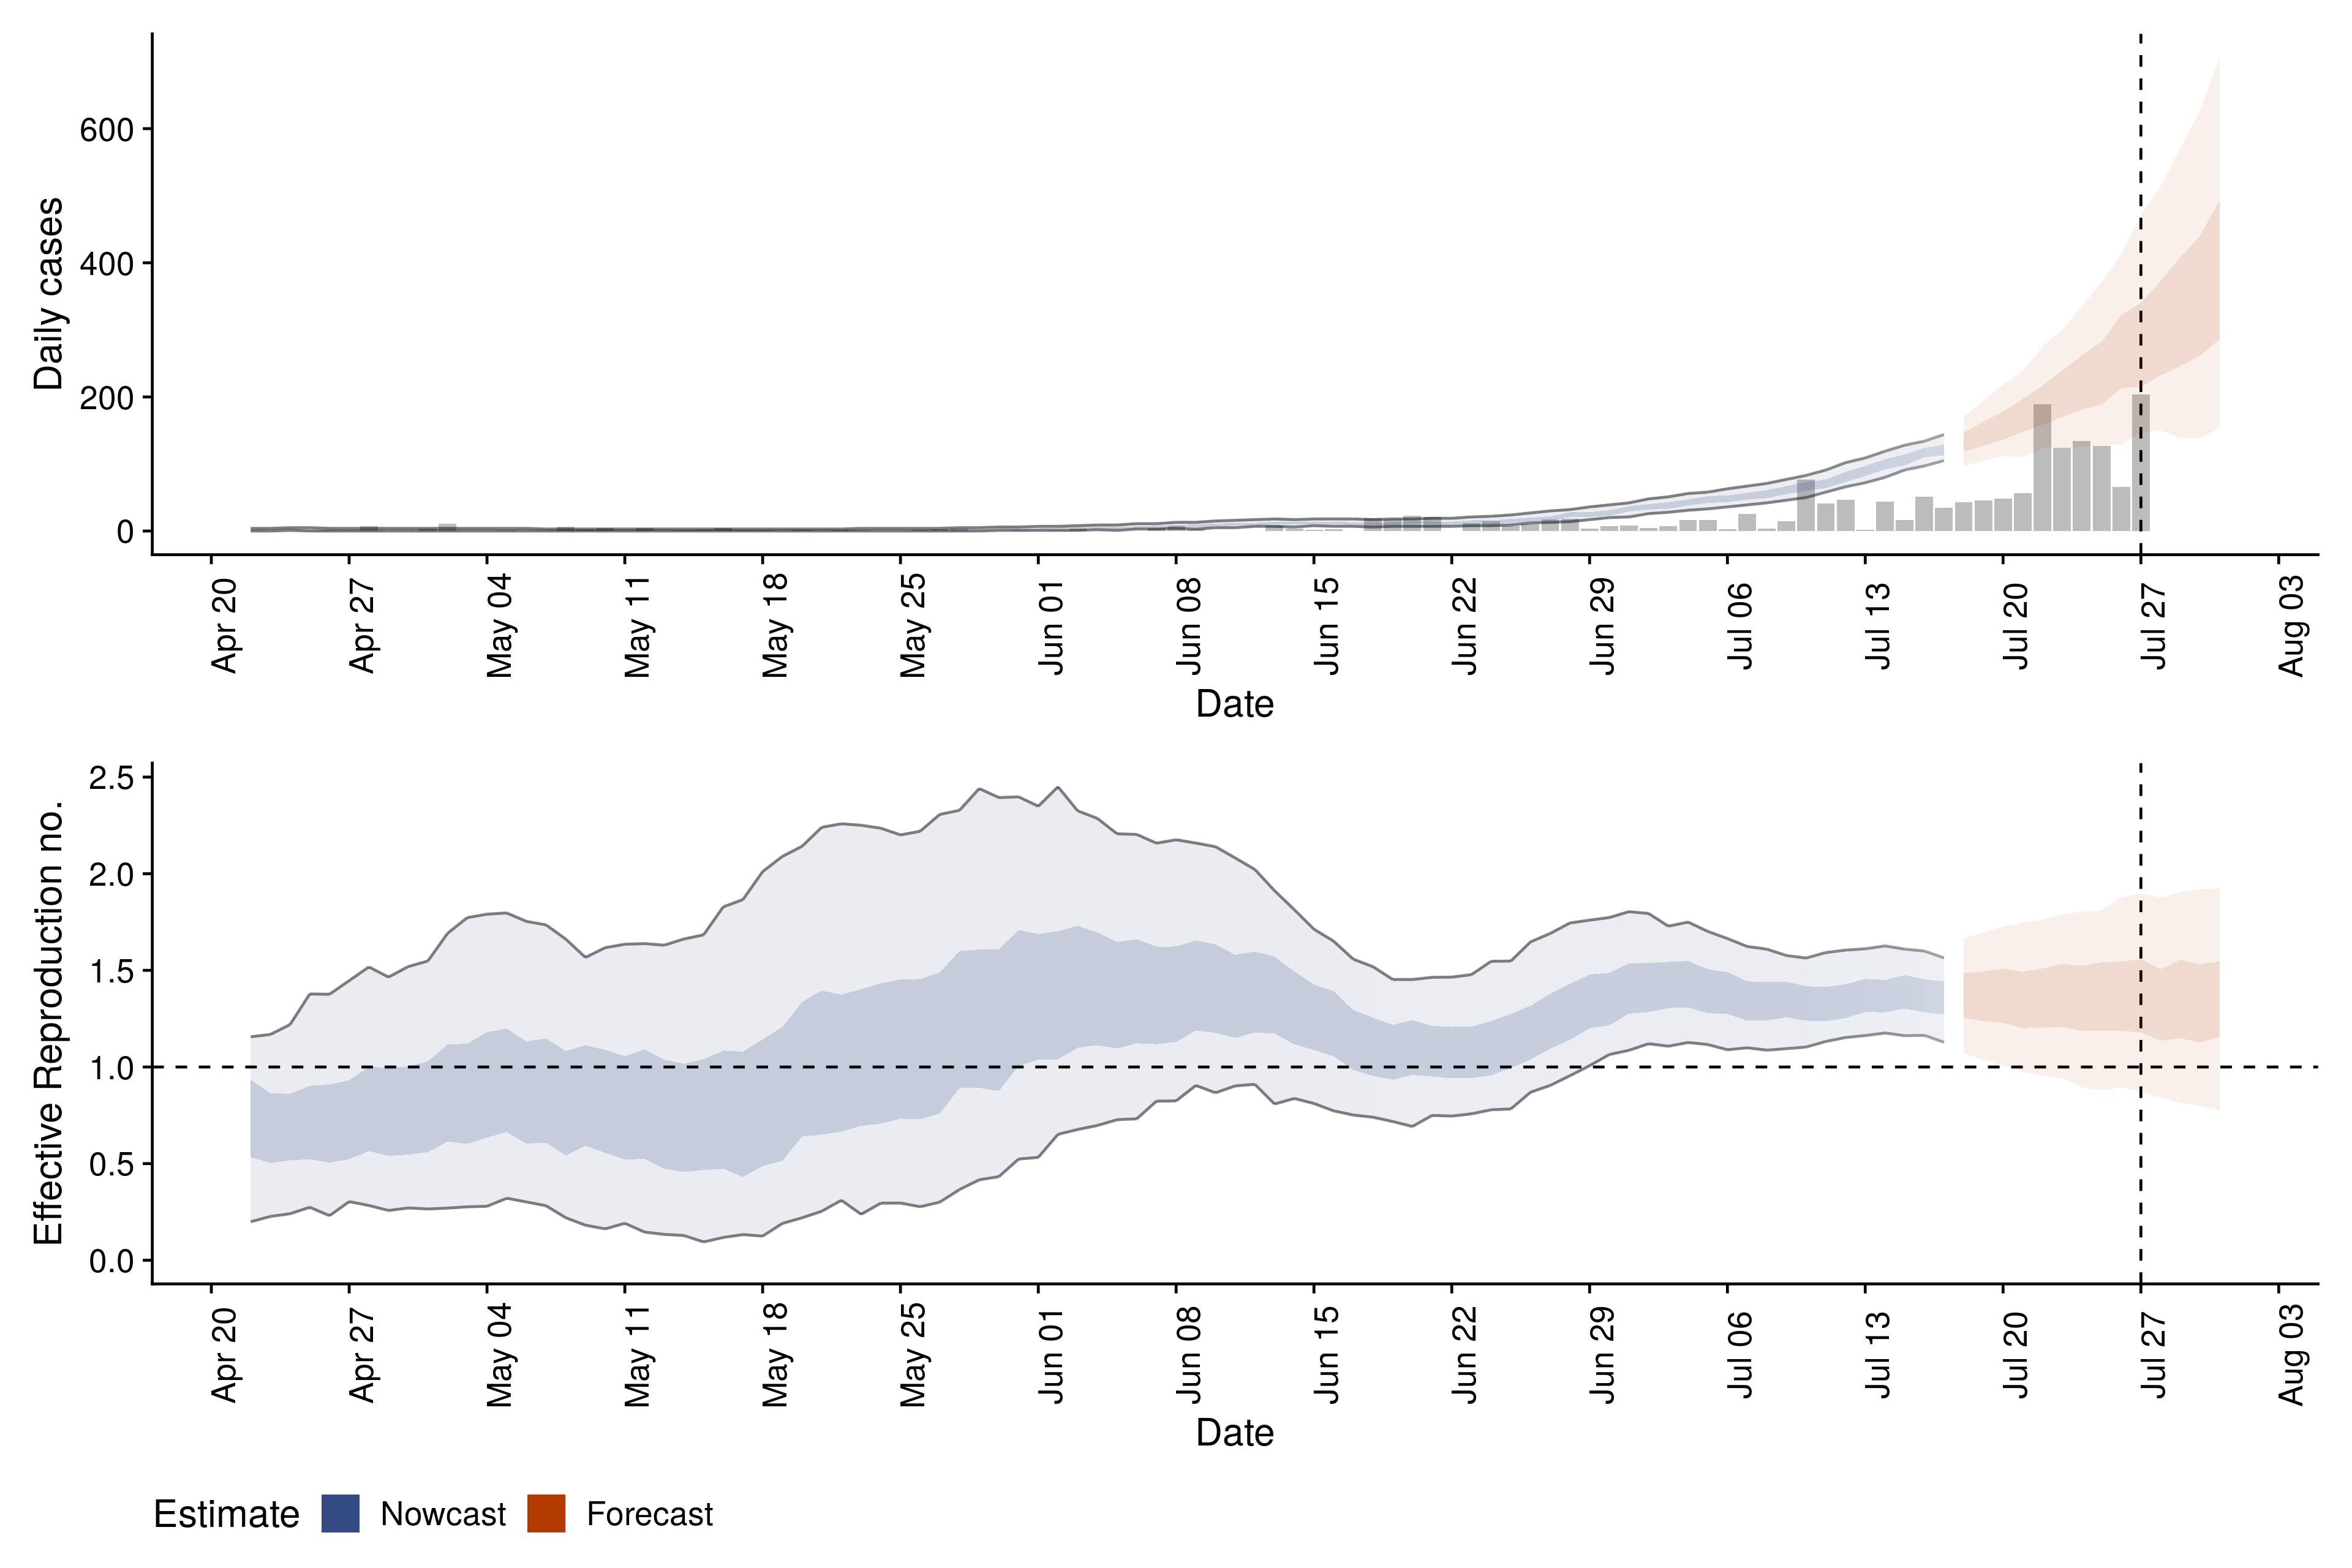 Daily cases
600
400
200
0
Apr 20
Apr 27
May 04
May 11
May 18
May 25
Jun 01
Jun 08
Jun 15
Jun 22
Jun 29
Jul 06
Jul 13
Jul 20
Jul 27
Aug 03
Date
Effective Reproduction no.
2.5
2.0
1.5
1.0
0.5
0.0
Apr 20
Apr 27
May 04
May 11
May 18
May 25
Jun 01
Jun 08
Jun 15
Jun 22
Jun 29
Jul 06
Jul 13
Jul 20
Jul 27
Aug 03
Date
Estimate Nowcast Forecast